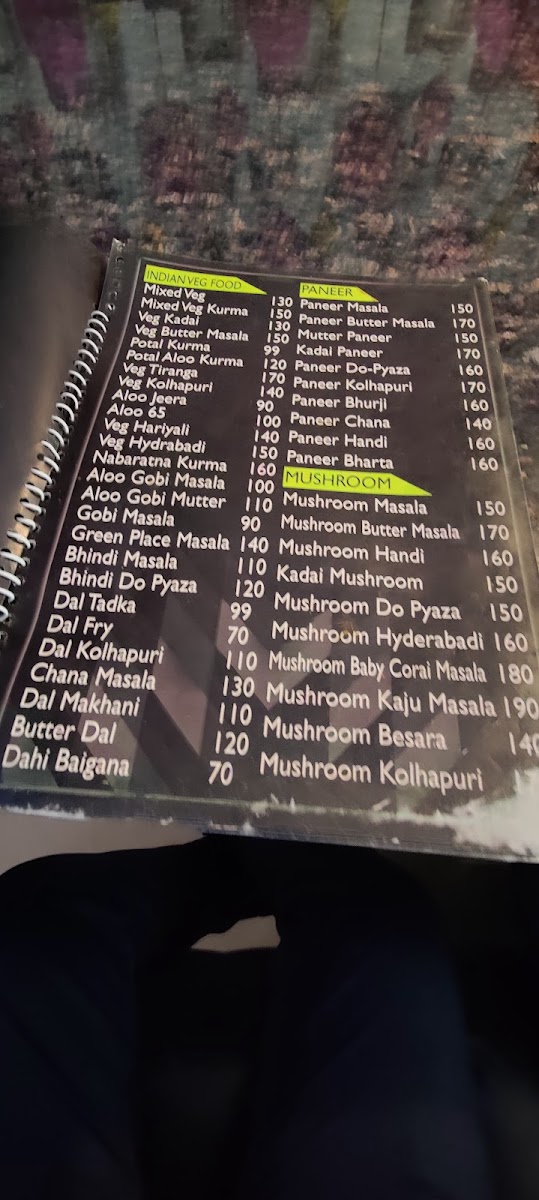 INDIAN VEG FOOD
Mixed Veg 130
Mixed Veg Kurma 150
Veg Kadai 130
Veg Butter Masala 150
Potal Kurma 99
Potal Aloo Kurma 120
Veg Tiranga 170
Veg Kolhapuri 140
Aloo Jeera 90
Aloo 65 100
Veg Hariyali 140
Veg Hydrabadi 150
Nabaratna Kurma 160
Aloo Gobi Masala 100
Aloo Gobi Mutter 110
Gobi Masala 90
Green Place Masala 140
Bhindi Masala 110
Bhindi Do Pyaza 120
Dal Tadka 99
Dal Fry 70
Dal Kolhapuri 110
Chana Masala 130
Dal Makhani 110
Butter Dal 120
Dahi Baigana 70
PANEER
Paneer Masala 150
Paneer Butter Masala 170
Mutter Paneer 150
Kadai Paneer 170
Paneer Do-Pyaza 160
Paneer Kolhapuri 170
Paneer Bhurji 160
Paneer Chana 140
Paneer Handi 160
Paneer Bharta 160
MUSHROOM
Mushroom Masala 150
Mushroom Butter Masala 170
Mushroom Handi 160
Kadai Mushroom 150
Mushroom Do Pyaza 150
Mushroom Hyderabadi 160
Mushroom Baby Corai Masala 180
Mushroom Kaju Masala 190
Mushroom Besara 140
Mushroom Kolhapuri